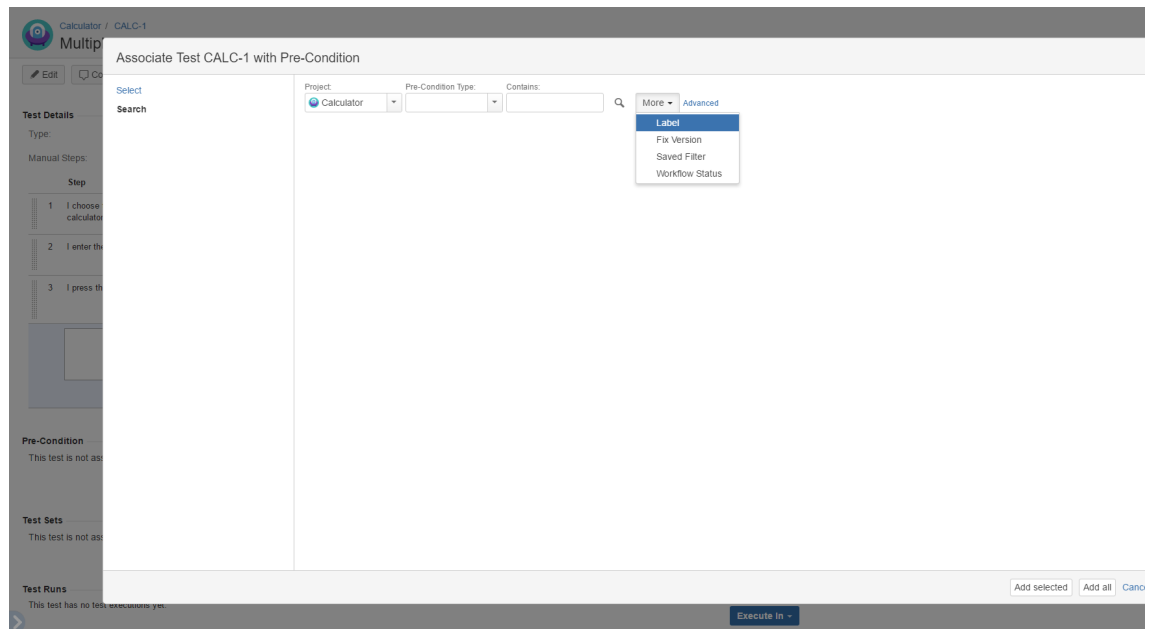 Calculator / CALC-1
Multip
Edit
Co
Associate Test CALC-1 with Pre-Condition
Select
Search
Project:
Pre-Condition Type:
Contains:
Calculator
More
Advanced
Label
Fix Version
Saved Filter
Workflow Status
Test Details
Type:
Manual Steps:
Step
1 I choose
calculator
2 I enter the
3 I press th
Pre-Condition
This test is not ass
Test Sets
This test is not ass
Test Runs
This test has no test executions yet.
Add selected
Add all
Cance
Execute In